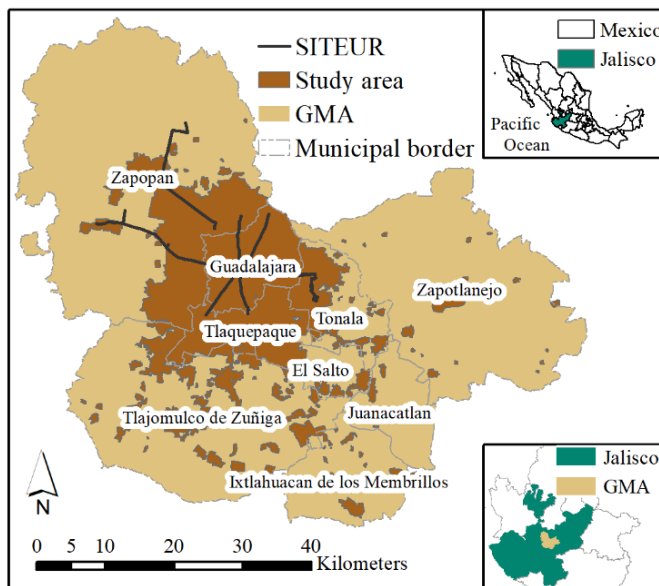 SITEUR
Study area
GMA
Municipal border
Mexico
Jalisco
Pacific
Ocean
Zapopan
Guadalajara
Zapotlanejo
Tonala
Tlaquepaque
El Salto
Tlajomulco de Zuñiga
Juanacatlan
Ixtlahuacan de los Membrillos
N
0 10 20 30 40
Kilometers
Jalisco
GMA